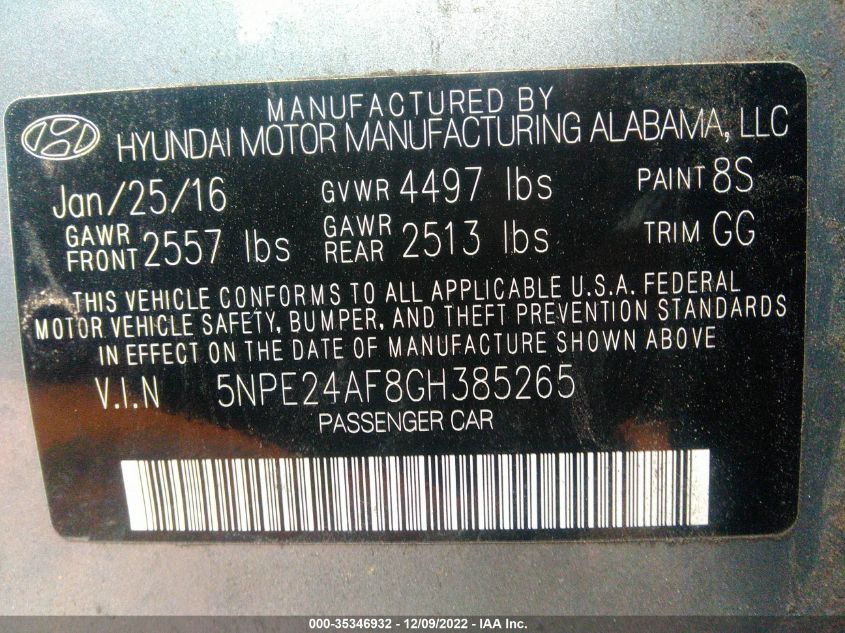 MANUFACTURED BY
HYUNDAI MOTOR MANUFACTURING ALABAMA, LLC
Jan/25/16 GVWR 4497 lbs PAINT 8S
GAWR FRONT 2557 lbs GAWR REAR 2513 lbs TRIM GG
THIS VEHICLE CONFORMS TO ALL APPLICABLE U.S.A. FEDERAL
MOTOR VEHICLE SAFETY, BUMPER, AND THEFT PREVENTION STANDARDS
IN EFFECT ON THE DATE OF MANUFACTURE SHOWN ABOVE
V.I.N 5NPE24AF8GH385265
PASSENGER CAR
000-35346932 - 12/09/2022 - IAA Inc.